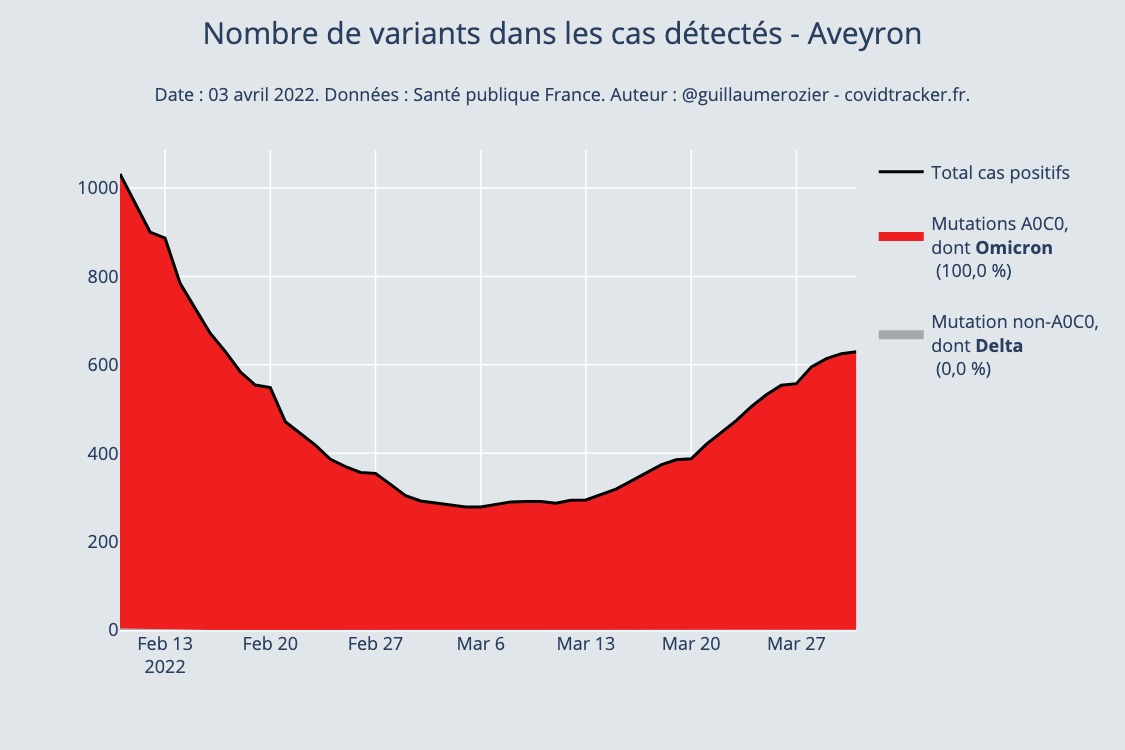 Nombre de variants dans les cas détectés - Aveyron
Date : 03 avril 2022. Données : Santé publique France. Auteur : @guillaumerozier - covidtracker.fr.
Total cas positifs
Mutations A0C0,
dont Omicron
(100,0 %)
Mutation non-A0C0,
dont Delta
(0,0 %)
1000
800
600
400
200
0
Feb 13
2022
Feb 20
Feb 27
Mar 6
Mar 13
Mar 20
Mar 27